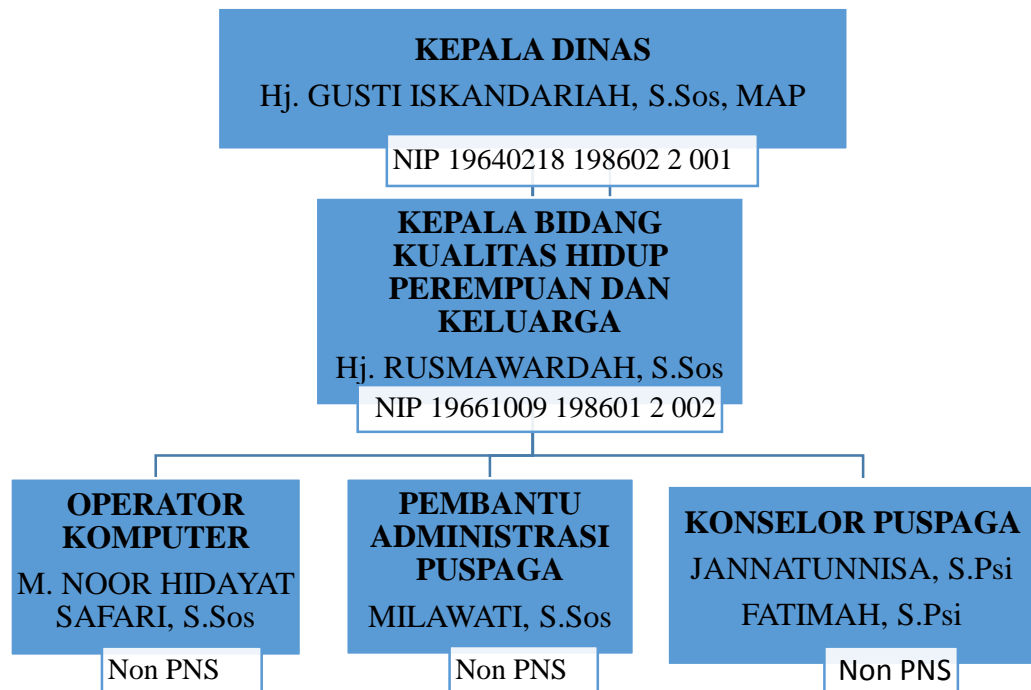 KEPALA DINAS
Hj. GUSTI ISKANDARIAH, S.Sos, MAP
NIP 19640218 198602 2 001
KEPALA BIDANG
KUALITAS HIDUP
PEREMPUAN DAN
KELUARGA
Hj. RUSMAWARDAH, S.Sos
NIP 19661009 198601 2 002
OPERATOR
KOMPUTER
M. NOOR HIDAYAT
SAFARI, S.Sos
Non PNS
PEMBANTU
ADMINISTRASI
PUSPAGA
MILAWATI, S.Sos
Non PNS
KONSELOR PUSPAGA
JANNATUNNISA, S.Psi
FATIMAH, S.Psi
Non PNS